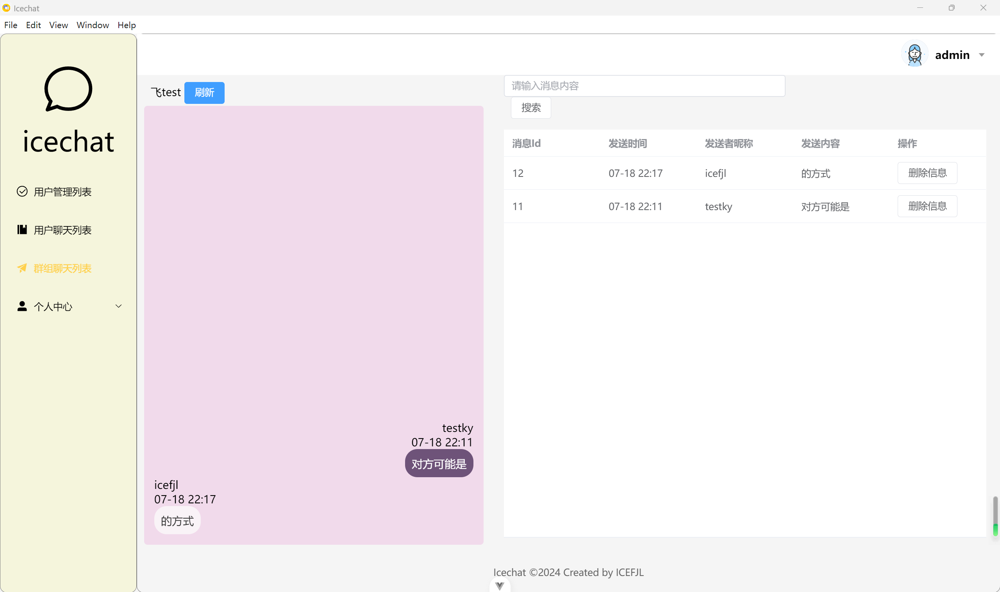 Icechat
File Edit View Window Help
icechat
用户管理列表
用户聊天列表
群组聊天列表
个人中心
admin
飞test 刷新
testky
07-18 22:11
对方可能是
icefjl
07-18 22:17
的方式
请输入消息内容
搜索
消息Id 发送时间 发送者昵称 发送内容 操作
12 07-18 22:17 icefjl 的方式 删除信息
11 07-18 22:11 testky 对方可能是 删除信息
Icechat ©2024 Created by ICEFJL